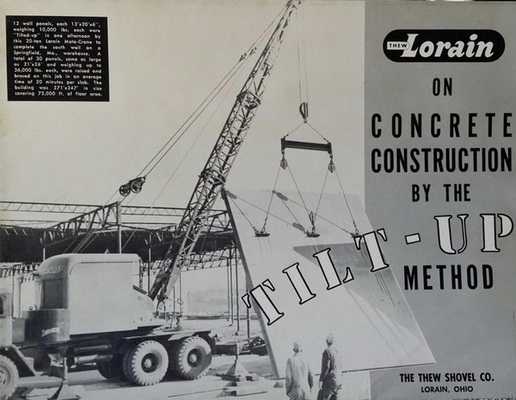 12 wall panels, each 12'x20'x6",
weighing 10,000 lbs. each were
"Tilted-up" in one afternoon by
this 20-ton Lorain Moto-Crane to
complete the south wall on a
Springfield, Mo., warehouse. A
total of 30 panels, some as large
as 21'x26' and weighing up to
36,000 lbs. each, were raised and
braced on this job in an average
time of 20 minutes per slab. The
building was 271'x247' in size
covering 75,000 ft. of floor area.
THEW Lorain
ON
CONCRETE
CONSTRUCTION
BY THE
TILT-UP
METHOD
THE THEW SHOVEL CO.
LORAIN, OHIO